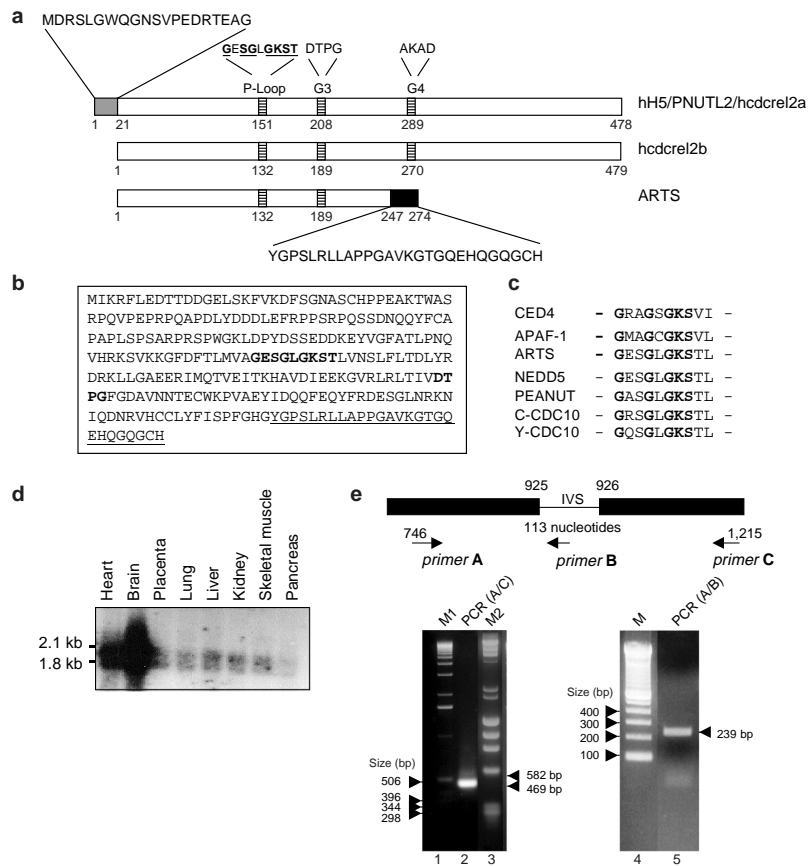 a
MDRSLGWQGNSVPEDRTEAG
GESGLGKST DTPG AKAD
P-Loop G3 G4
hH5/PNUTL2/hcdcrel2a
1 21 151 208 289 478
hcdcrel2b
1 132 189 270 479
ARTS
1 132 189 247 274
YGPSLRLLAPPGAVKGTGQEHQGQGCH
b
MIKRFLEDTTDDGELSKFVKDFSGNASCHPPEAKTWAS
RPQVPEPRPQAPDLYDDDLEFRPPSRPQSSDNQQYFCA
PAPLSPSARPRSPWGKLDPYDSSEDDKEYVGFATLPNQ
VHRKSVKKGFDFTLMVAGESGLGKSTLVNSLFLTDLYR
DRKLLGAEERIMQTVEITKHAVDIEEKGVRLRLTIVDT
PGFGDAVNNTECWKPVAEYIDQQFEQYFRDESGLNRKN
IQDNRVHCCLYFISPFGHGYGPSLRLLAPPGAVKGTGQ
EHQGQGCH
c
CED4 – GRAGSGKSVI –
APAF-1 – GMAGCGKSVL –
ARTS – GESGLGKSTL –
NEDD5 – GESGLGKSTL –
PEANUT – GASGLGKSTL –
C-CDC10 – GRSGLGKSTL –
Y-CDC10 – GQSGLGKSTL –
d
Heart
Brain
Placenta
Lung
Liver
Kidney
Skeletal muscle
Pancreas
2.1 kb
1.8 kb
e
925 926
IVS
113 nucleotides
746 1,215
primer A primer B primer C
M1 PCR (A/C) M2
Size (bp)
506
396
344
298
582 bp
469 bp
1 2 3
M PCR (A/B)
Size (bp)
400
300
200
100
239 bp
4 5